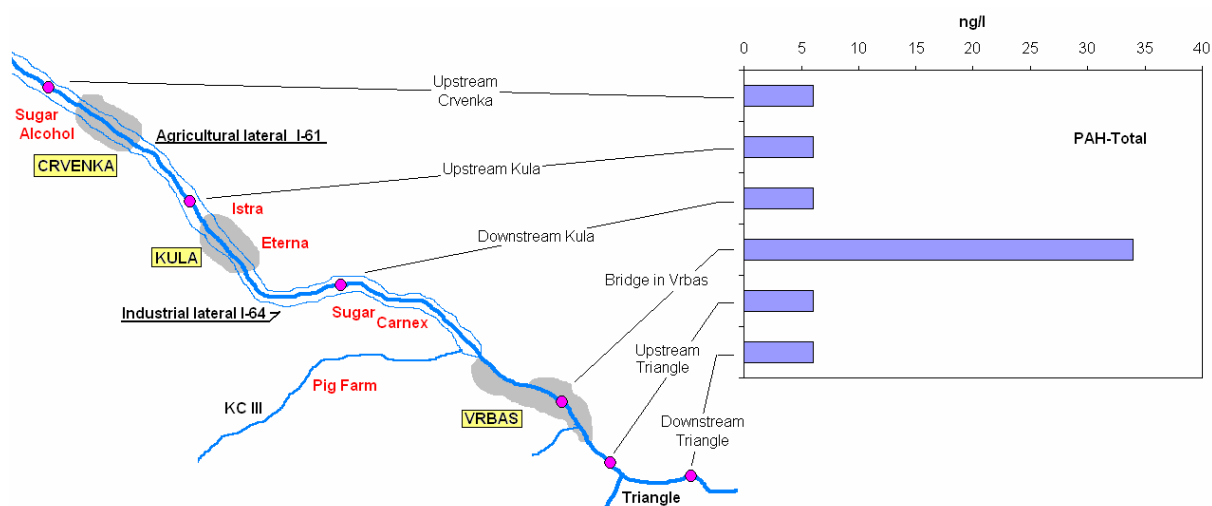 ng/l
0 5 10 15 20 25 30 35 40
PAH-Total
Upstream
Crvenka
Sugar
Alcohol
Agricultural lateral I-61
CRVENKA
Upstream Kula
Istra
Downstream Kula
Eterna
KULA
Bridge in Vrbas
Industrial lateral I-64
Sugar
Carnex
Upstream
Triangle
Pig Farm
KC III
VRBAS
Downstream
Triangle
Triangle